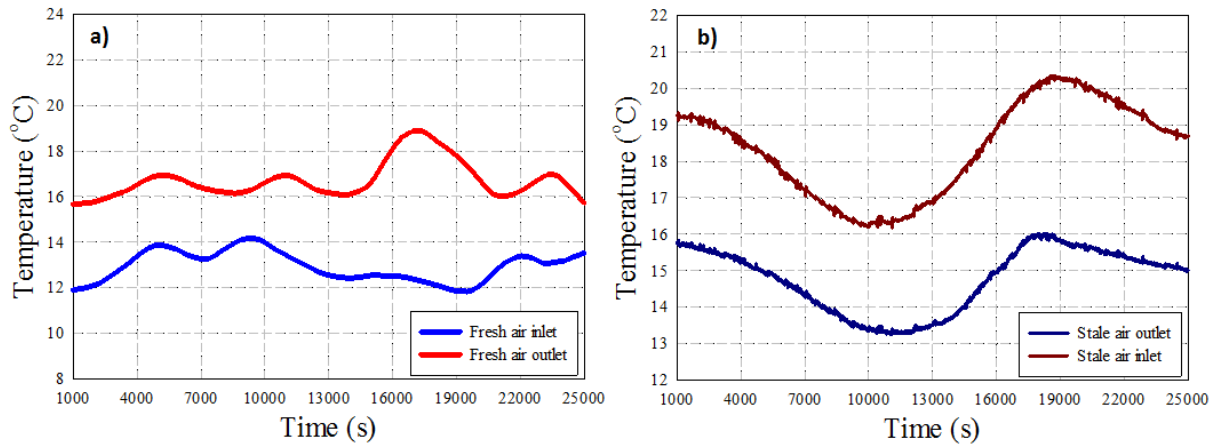 a)
Temperature (°C)
24
22
20
18
16
14
12
10
8
Fresh air inlet
Fresh air outlet
1000 4000 7000 10000 13000 16000 19000 22000 25000
Time (s)
b)
Temperature (°C)
22
21
20
19
18
17
16
15
14
13
12
Stale air outlet
Stale air inlet
1000 4000 7000 10000 13000 16000 19000 22000 25000
Time (s)